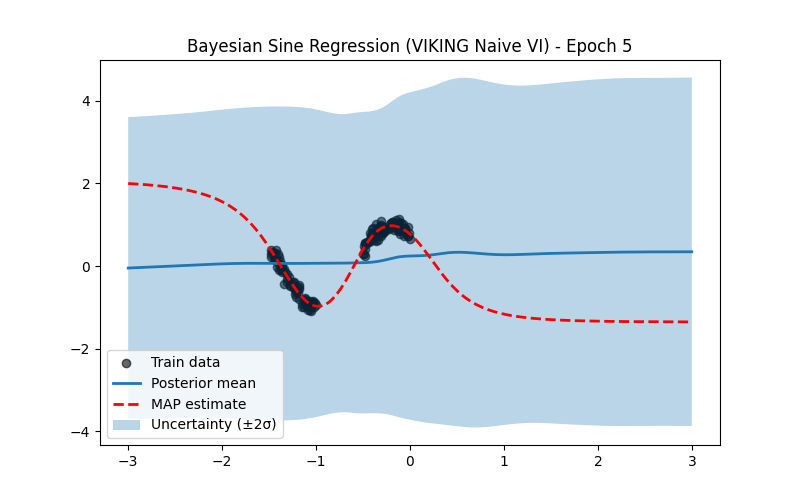 Bayesian Sine Regression (VIKING Naive VI) - Epoch 5
4
2
0
−2
−4
Train data
Posterior mean
MAP estimate
Uncertainty (±2σ)
−3
−2
−1
0
1
2
3